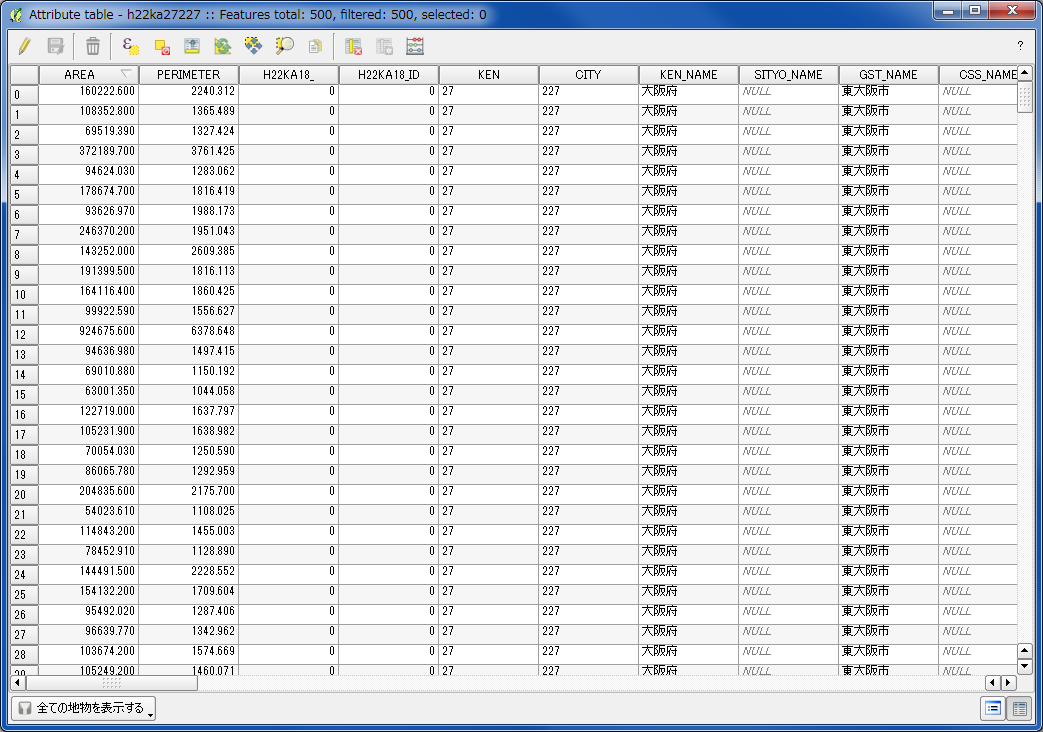 Attribute table - h22ka27227 :: Features total: 500, filtered: 500, selected: 0
?
AREA PERIMETER H22KA18_ H22KA18_ID KEN CITY KEN_NAME SITYO_NAME GST_NAME CSS_NAME
0 160222.600 2240.312 0 0 27 227 大阪府 NULL 東大阪市 NULL
1 108352.800 1365.489 0 0 27 227 大阪府 NULL 東大阪市 NULL
2 69519.390 1327.424 0 0 27 227 大阪府 NULL 東大阪市 NULL
3 372189.700 3761.425 0 0 27 227 大阪府 NULL 東大阪市 NULL
4 94624.030 1283.062 0 0 27 227 大阪府 NULL 東大阪市 NULL
5 178674.700 1816.419 0 0 27 227 大阪府 NULL 東大阪市 NULL
6 93626.970 1988.173 0 0 27 227 大阪府 NULL 東大阪市 NULL
7 246370.200 1951.043 0 0 27 227 大阪府 NULL 東大阪市 NULL
8 143252.000 2609.385 0 0 27 227 大阪府 NULL 東大阪市 NULL
9 191399.500 1816.113 0 0 27 227 大阪府 NULL 東大阪市 NULL
10 164116.400 1860.425 0 0 27 227 大阪府 NULL 東大阪市 NULL
11 99922.590 1556.627 0 0 27 227 大阪府 NULL 東大阪市 NULL
12 924675.600 6378.648 0 0 27 227 大阪府 NULL 東大阪市 NULL
13 94636.980 1497.415 0 0 27 227 大阪府 NULL 東大阪市 NULL
14 69010.880 1150.192 0 0 27 227 大阪府 NULL 東大阪市 NULL
15 63001.350 1044.058 0 0 27 227 大阪府 NULL 東大阪市 NULL
16 122719.000 1637.797 0 0 27 227 大阪府 NULL 東大阪市 NULL
17 105231.900 1638.982 0 0 27 227 大阪府 NULL 東大阪市 NULL
18 70054.030 1250.590 0 0 27 227 大阪府 NULL 東大阪市 NULL
19 86065.780 1292.959 0 0 27 227 大阪府 NULL 東大阪市 NULL
20 204835.600 2175.700 0 0 27 227 大阪府 NULL 東大阪市 NULL
21 54023.610 1108.025 0 0 27 227 大阪府 NULL 東大阪市 NULL
22 114843.200 1455.003 0 0 27 227 大阪府 NULL 東大阪市 NULL
23 78452.910 1128.890 0 0 27 227 大阪府 NULL 東大阪市 NULL
24 144491.500 2228.552 0 0 27 227 大阪府 NULL 東大阪市 NULL
25 154132.200 1709.604 0 0 27 227 大阪府 NULL 東大阪市 NULL
26 95492.020 1287.406 0 0 27 227 大阪府 NULL 東大阪市 NULL
27 96639.770 1342.962 0 0 27 227 大阪府 NULL 東大阪市 NULL
28 103674.200 1574.669 0 0 27 227 大阪府 NULL 東大阪市 NULL
29 105249.200 1460.071 0 0 27 227 大阪府 NULL 東大阪市 NULL
全ての地物を表示する